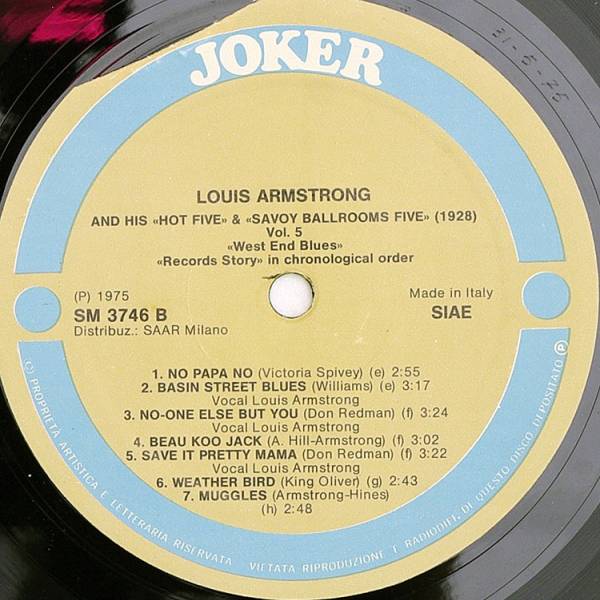 JOKER
31-5-75
LOUIS ARMSTRONG
AND HIS «HOT FIVE» & «SAVOY BALLROOMS FIVE» (1928)
Vol. 5
«West End Blues»
«Records Story» in chronological order
(P) 1975
SM 3746 B
Distribuz.: SAAR Milano
Made in Italy
SIAE
1. NO PAPA NO (Victoria Spivey) (e) 2:55
2. BASIN STREET BLUES (Williams) (e) 3:17
Vocal Louis Armstrong
3. NO-ONE ELSE BUT YOU (Don Redman) (f) 3:24
Vocal Louis Armstrong
4. BEAU KOO JACK (A. Hill-Armstrong) (f) 3:02
5. SAVE IT PRETTY MAMA (Don Redman) (f) 3:22
Vocal Louis Armstrong
6. WEATHER BIRD (King Oliver) (g) 2:43
7. MUGGLES (Armstrong-Hines)
(h) 2:48
© PROPRIETÀ ARTISTICA E LETTERARIA RISERVATA VIETATA RIPRODUZIONE E RADIODIFF. DI QUESTO DISCO DEPOSITATO ℗